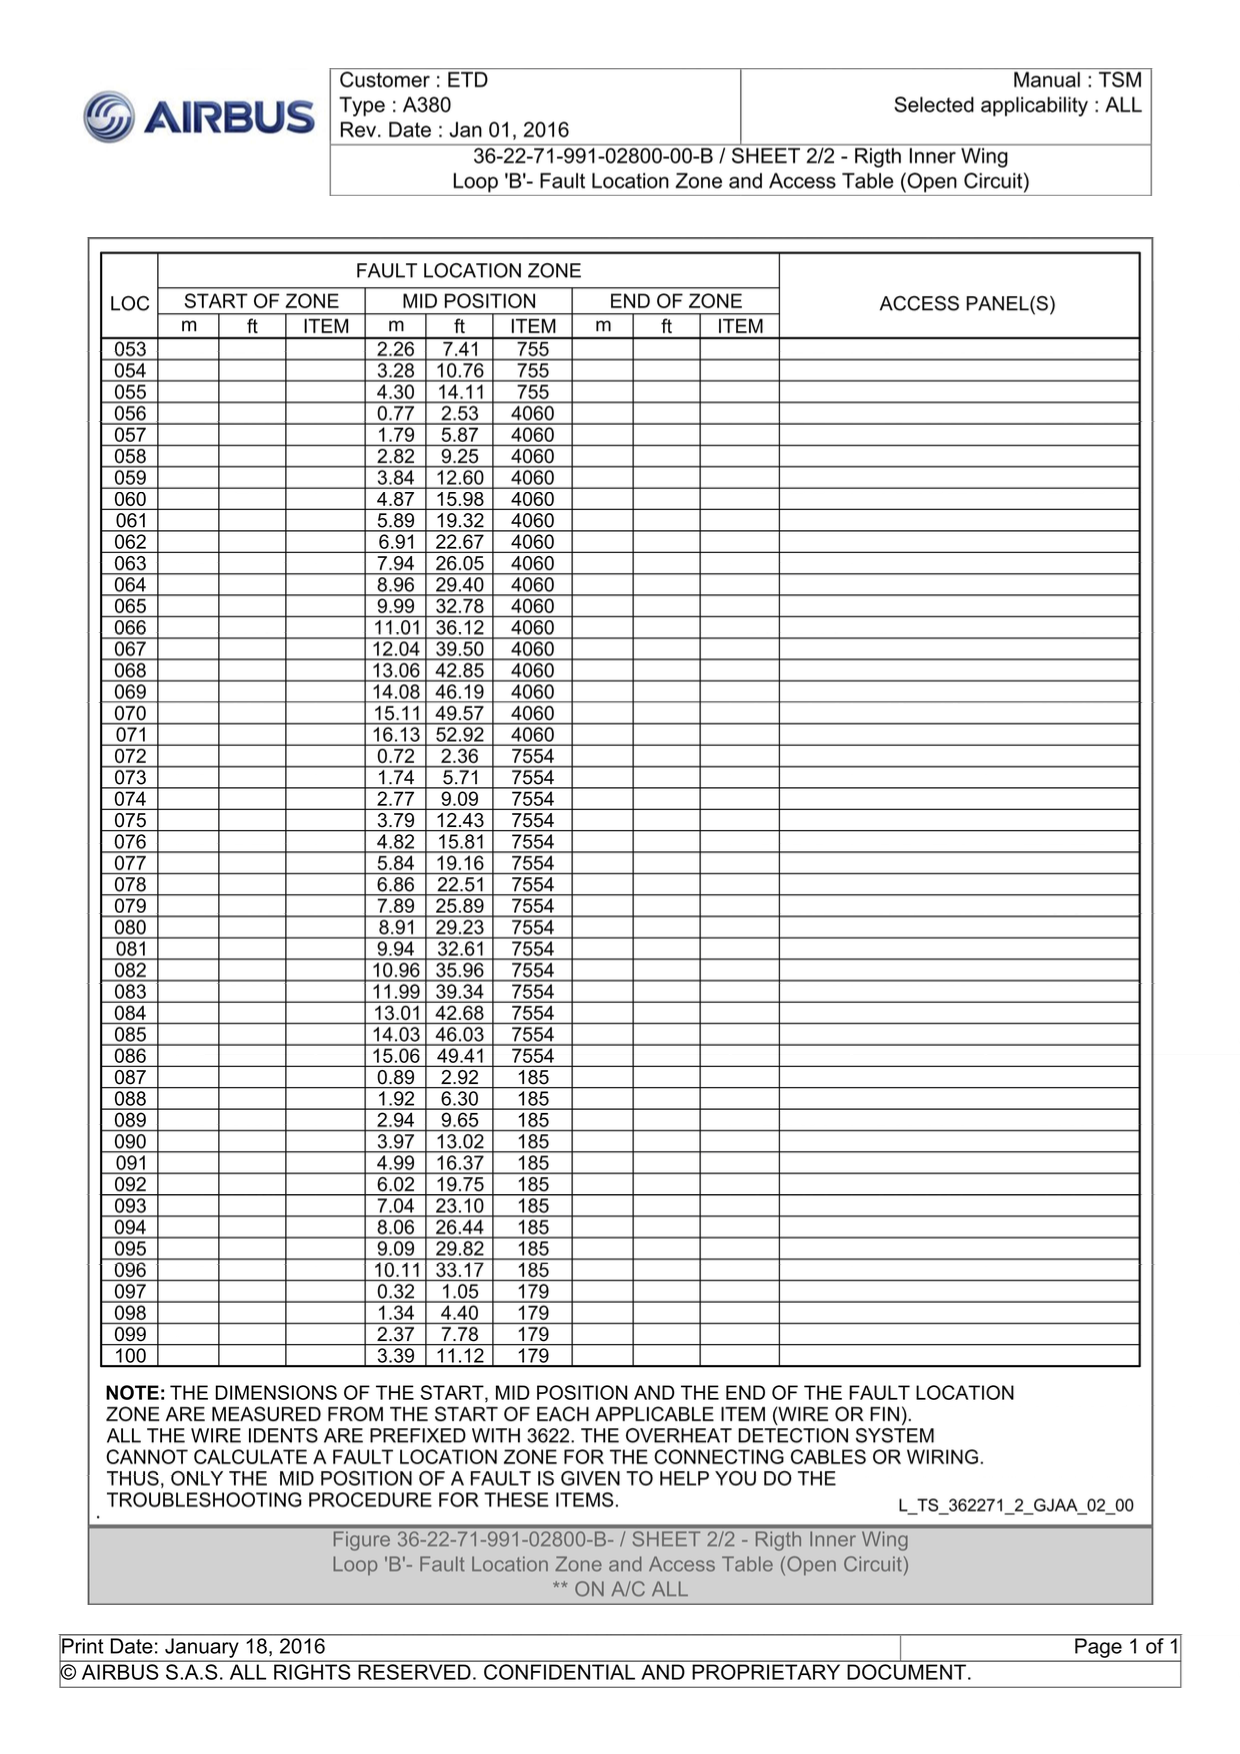 AIRBUS
Customer : ETD
Type : A380
Rev. Date : Jan 01, 2016
Manual : TSM
Selected applicability : ALL
36-22-71-991-02800-00-B / SHEET 2/2 - Rigth Inner Wing
Loop 'B'- Fault Location Zone and Access Table (Open Circuit)
LOC
FAULT LOCATION ZONE
ACCESS PANEL(S)
START OF ZONE MID POSITION END OF ZONE
m ft ITEM m ft ITEM m ft ITEM
053 2.26 7.41 755
054 3.28 10.76 755
055 4.30 14.11 755
056 0.77 2.53 4060
057 1.79 5.87 4060
058 2.82 9.25 4060
059 3.84 12.60 4060
060 4.87 15.98 4060
061 5.89 19.32 4060
062 6.91 22.67 4060
063 7.94 26.05 4060
064 8.96 29.40 4060
065 9.99 32.78 4060
066 11.01 36.12 4060
067 12.04 39.50 4060
068 13.06 42.85 4060
069 14.08 46.19 4060
070 15.11 49.57 4060
071 16.13 52.92 4060
072 0.72 2.36 7554
073 1.74 5.71 7554
074 2.77 9.09 7554
075 3.79 12.43 7554
076 4.82 15.81 7554
077 5.84 19.16 7554
078 6.86 22.51 7554
079 7.89 25.89 7554
080 8.91 29.23 7554
081 9.94 32.61 7554
082 10.96 35.96 7554
083 11.99 39.34 7554
084 13.01 42.68 7554
085 14.03 46.03 7554
086 15.06 49.41 7554
087 0.89 2.92 185
088 1.92 6.30 185
089 2.94 9.65 185
090 3.97 13.02 185
091 4.99 16.37 185
092 6.02 19.75 185
093 7.04 23.10 185
094 8.06 26.44 185
095 9.09 29.82 185
096 10.11 33.17 185
097 0.32 1.05 179
098 1.34 4.40 179
099 2.37 7.78 179
100 3.39 11.12 179
NOTE: THE DIMENSIONS OF THE START, MID POSITION AND THE END OF THE FAULT LOCATION
ZONE ARE MEASURED FROM THE START OF EACH APPLICABLE ITEM (WIRE OR FIN).
ALL THE WIRE IDENTS ARE PREFIXED WITH 3622. THE OVERHEAT DETECTION SYSTEM
CANNOT CALCULATE A FAULT LOCATION ZONE FOR THE CONNECTING CABLES OR WIRING.
THUS, ONLY THE MID POSITION OF A FAULT IS GIVEN TO HELP YOU DO THE
TROUBLESHOOTING PROCEDURE FOR THESE ITEMS.
L_TS_362271_2_GJAA_02_00
Figure 36-22-71-991-02800-B- / SHEET 2/2 - Rigth Inner Wing
Loop 'B'- Fault Location Zone and Access Table (Open Circuit)
** ON A/C ALL
Print Date: January 18, 2016 Page 1 of 1
© AIRBUS S.A.S. ALL RIGHTS RESERVED. CONFIDENTIAL AND PROPRIETARY DOCUMENT.